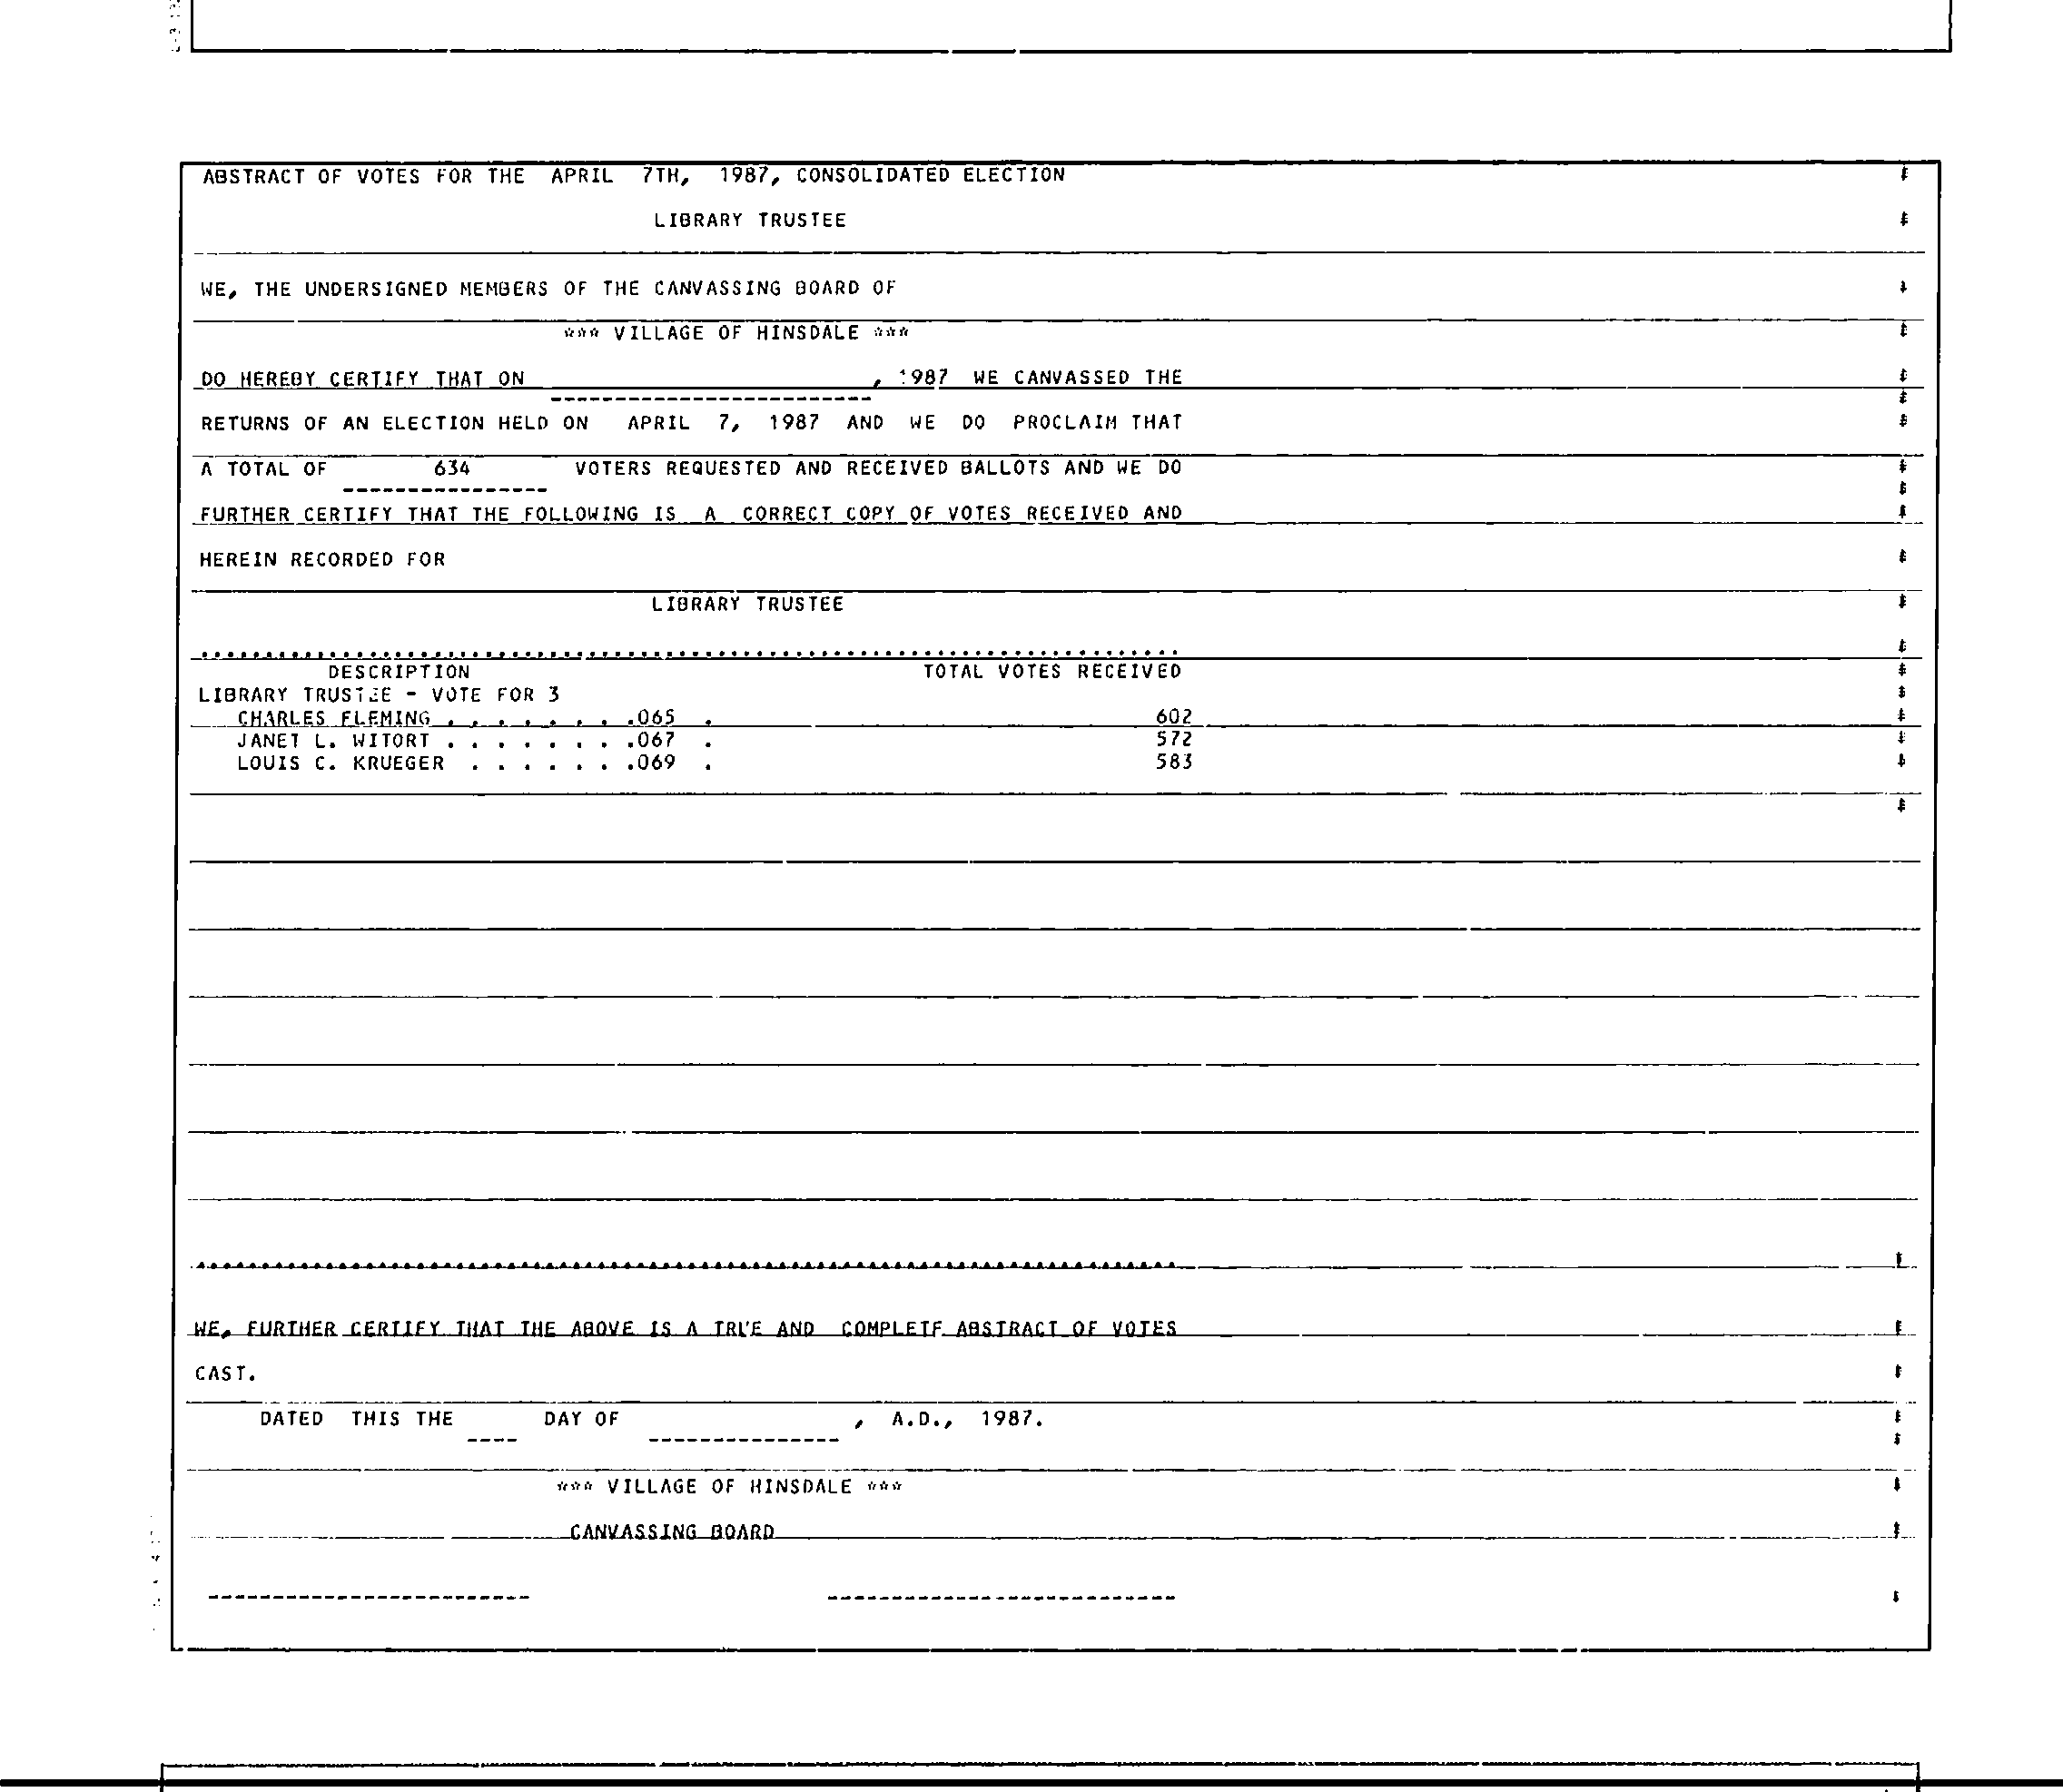 ABSTRACT OF VOTES FOR THE APRIL 7TH, 1987, CONSOLIDATED ELECTION
LIBRARY TRUSTEE
WE, THE UNDERSIGNED MEMBERS OF THE CANVASSING BOARD OF
*** VILLAGE OF HINSDALE ***
DO HEREBY CERTIFY THAT ON , 1987 WE CANVASSED THE
RETURNS OF AN ELECTION HELD ON APRIL 7, 1987 AND WE DO PROCLAIM THAT
A TOTAL OF 634 VOTERS REQUESTED AND RECEIVED BALLOTS AND WE DO
FURTHER CERTIFY THAT THE FOLLOWING IS A CORRECT COPY OF VOTES RECEIVED AND
HEREIN RECORDED FOR
LIBRARY TRUSTEE
DESCRIPTION TOTAL VOTES RECEIVED
LIBRARY TRUSTEE - VOTE FOR 3
CHARLES FLEMING . . . . . . . .065 . 602
JANET L. WITORT . . . . . . . .067 . 572
LOUIS C. KRUEGER . . . . . . .069 . 583
WE, FURTHER CERTIFY THAT THE ABOVE IS A TRUE AND COMPLETE ABSTRACT OF VOTES
CAST.
DATED THIS THE ---- DAY OF --------------- , A.D., 1987.
*** VILLAGE OF HINSDALE ***
CANVASSING BOARD